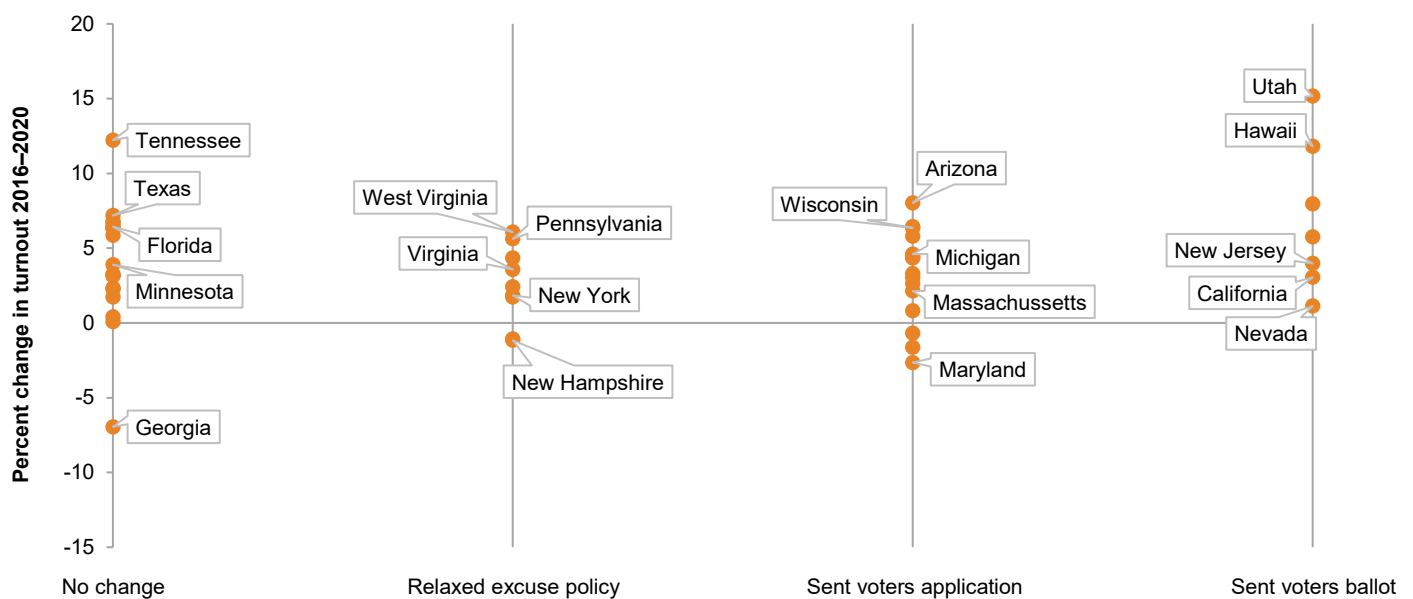 Percent change in turnout 2016–2020
20
15
10
5
0
-5
-10
-15
Tennessee
Texas
Florida
Minnesota
Georgia
West Virginia
Pennsylvania
Virginia
New York
New Hampshire
Arizona
Wisconsin
Michigan
Massachussetts
Maryland
Utah
Hawaii
New Jersey
California
Nevada
No change
Relaxed excuse policy
Sent voters application
Sent voters ballot